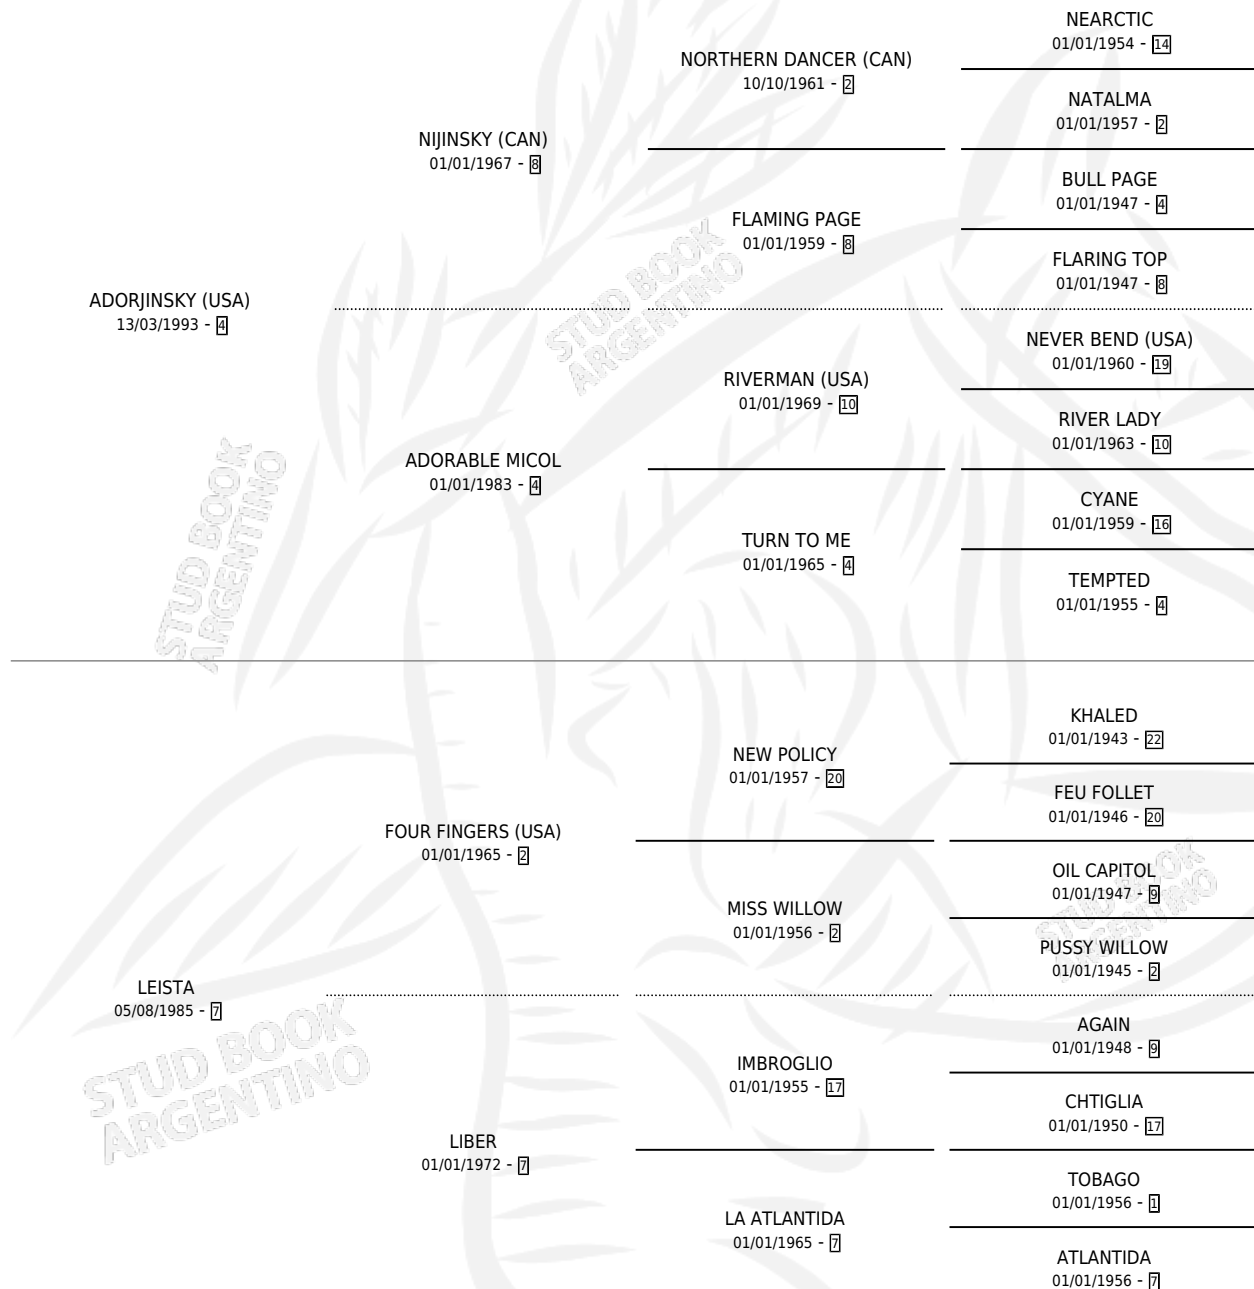 NEARCTIC
01/01/1954 - 14
NORTHERN DANCER (CAN)
10/10/1961 - 2
NATALMA
01/01/1957 - 2
NIJINSKY (CAN)
01/01/1967 - 8
BULL PAGE
01/01/1947 - 4
FLAMING PAGE
01/01/1959 - 8
FLARING TOP
01/01/1947 - 8
ADORJINSKY (USA)
13/03/1993 - 4
STUD BOOK
ARGENTINO
NEVER BEND (USA)
01/01/1960 - 19
RIVERMAN (USA)
01/01/1969 - 10
RIVER LADY
01/01/1963 - 10
ADORABLE MICOL
01/01/1983 - 4
CYANE
01/01/1959 - 16
TURN TO ME
01/01/1965 - 4
TEMPTED
01/01/1955 - 4
STUD BOOK
ARGENTINO
KHALED
01/01/1943 - 22
NEW POLICY
01/01/1957 - 20
FEU FOLLET
01/01/1946 - 20
FOUR FINGERS (USA)
01/01/1965 - 2
OIL CAPITOL
01/01/1947 - 9
MISS WILLOW
01/01/1956 - 2
PUSSY WILLOW
01/01/1945 - 2
STUD BOOK
ARGENTINO
LEISTA
05/08/1985 - 7
AGAIN
01/01/1948 - 9
IMBROGLIO
01/01/1955 - 17
CHTIGLIA
01/01/1950 - 17
STUD BOOK
ARGENTINO
LIBER
01/01/1972 - 7
TOBAGO
01/01/1956 - 1
LA ATLANTIDA
01/01/1965 - 7
ATLANTIDA
01/01/1956 - 7